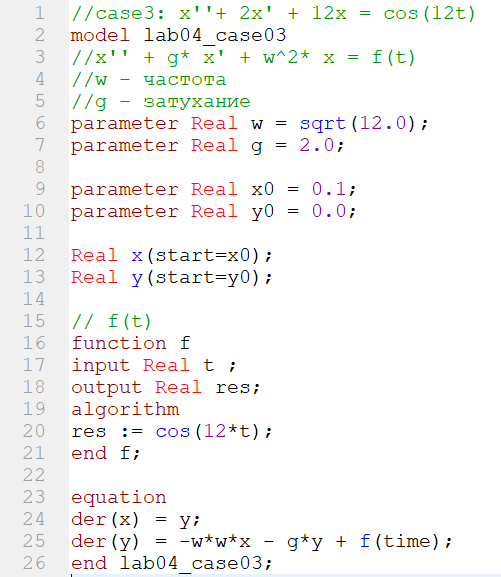 1 //case3: x''+ 2x' + 12x = cos(12t)
2 model lab04_case03
3 //x'' + g* x' + w^2* x = f(t)
4 //w - частота
5 //g - затухание
6 parameter Real w = sqrt(12.0);
7 parameter Real g = 2.0;
8
9 parameter Real x0 = 0.1;
10 parameter Real y0 = 0.0;
11
12 Real x(start=x0);
13 Real y(start=y0);
14
15 // f(t)
16 function f
17 input Real t ;
18 output Real res;
19 algorithm
20 res := cos(12*t);
21 end f;
22
23 equation
24 der(x) = y;
25 der(y) = -w*w*x - g*y + f(time);
26 end lab04_case03;